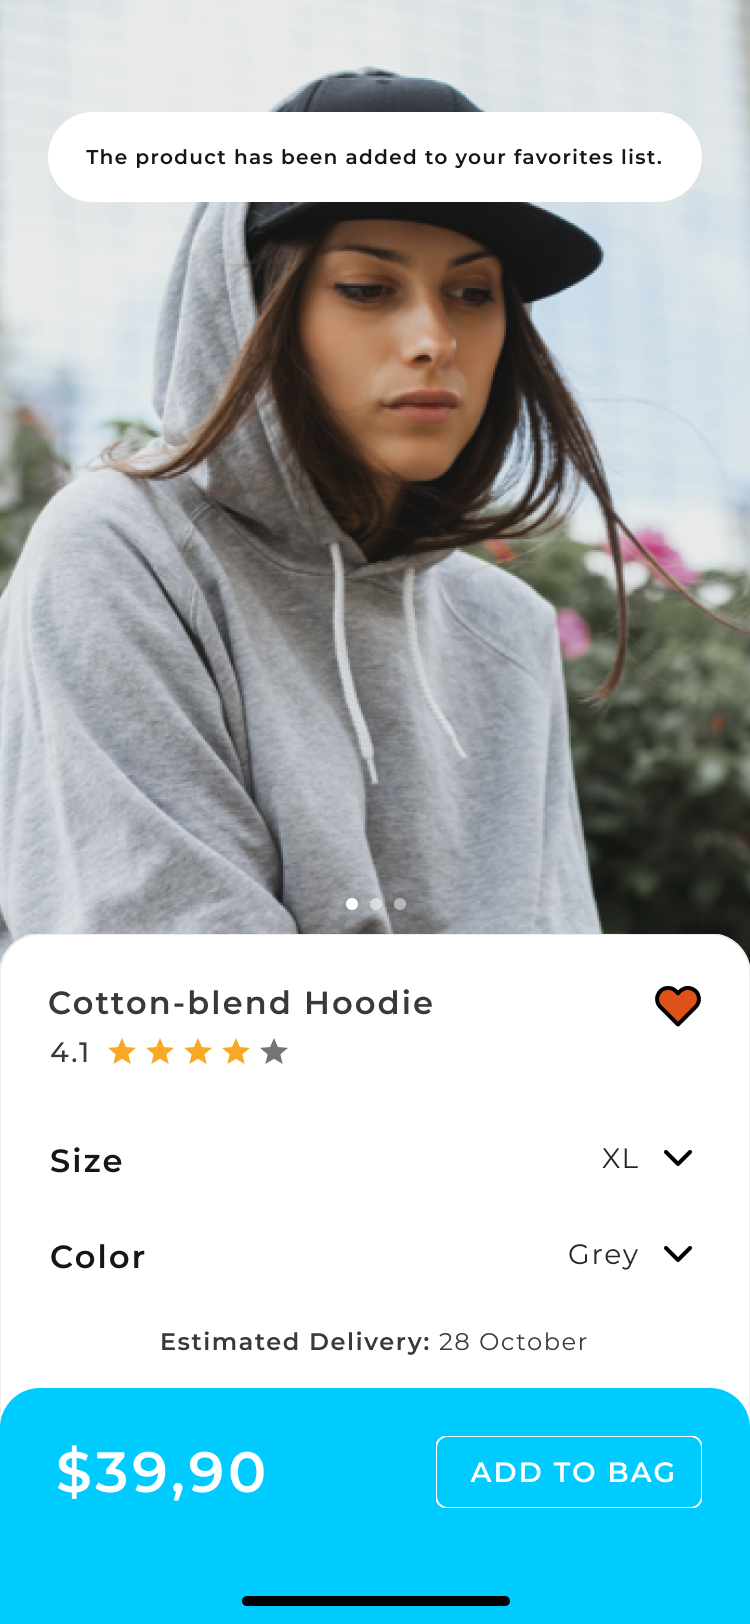 The product has been added to your favorites list.
Cotton-blend Hoodie
4.1
Size
XL
Color
Grey
Estimated Delivery: 28 October
$39,90
ADD TO BAG